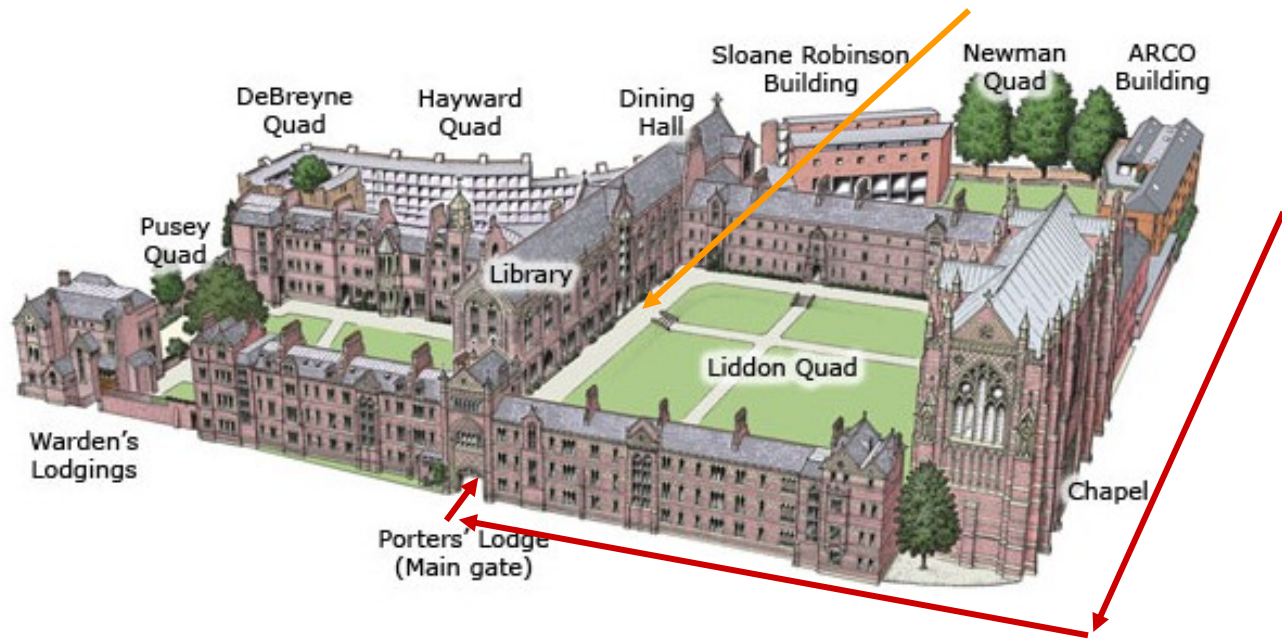 Sloane Robinson
Building
Newman
Quad
ARCO
Building
DeBreyne
Quad
Hayward
Quad
Dining
Hall
Pusey
Quad
Library
Liddon Quad
Warden's
Lodgings
Chapel
Porters' Lodge
(Main gate)